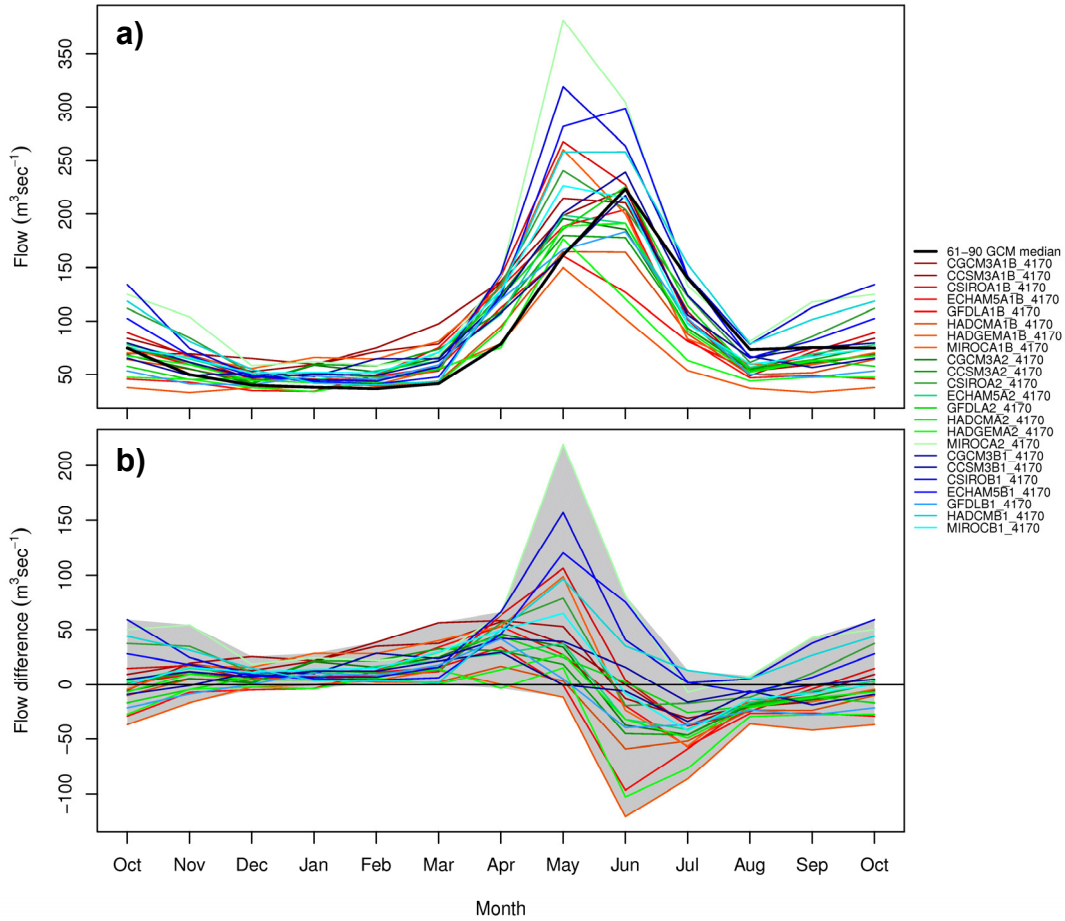 a)
Flow (m³sec⁻¹)
350
300
250
200
150
100
50
61−90 GCM median
CGCM3A1B_4170
CCSM3A1B_4170
CSIROA1B_4170
ECHAM5A1B_4170
GFDLA1B_4170
HADCMA1B_4170
HADGEMA1B_4170
MIROCA1B_4170
CGCM3A2_4170
CCSM3A2_4170
CSIROA2_4170
ECHAM5A2_4170
GFDLA2_4170
HADCMA2_4170
HADGEMA2_4170
MIROCA2_4170
CGCM3B1_4170
CCSM3B1_4170
CSIROB1_4170
ECHAM5B1_4170
GFDLB1_4170
HADCMB1_4170
MIROCB1_4170
b)
Flow difference (m³sec⁻¹)
200
150
100
50
0
−50
−100
Oct Nov Dec Jan Feb Mar Apr May Jun Jul Aug Sep Oct
Month